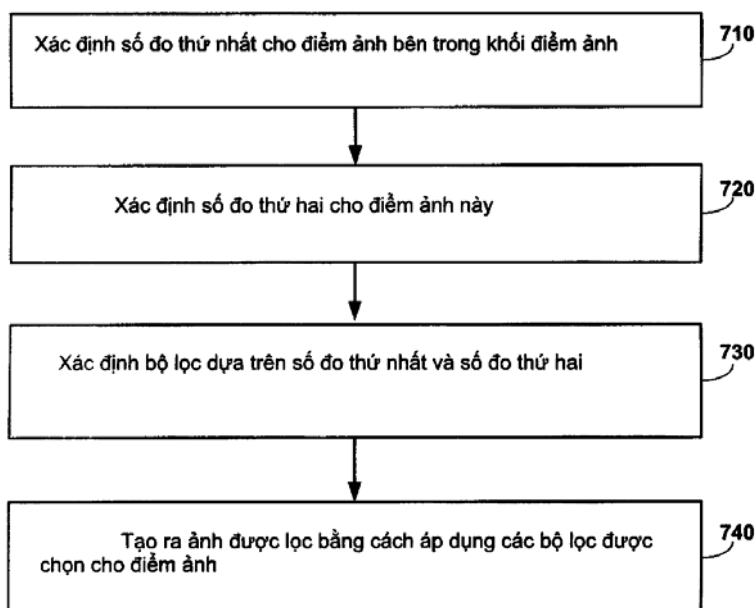 Xác định số đo thứ nhất cho điểm ảnh bên trong khối điểm ảnh
710
720
Xác định số đo thứ hai cho điểm ảnh này
730
Xác định bộ lọc dựa trên số đo thứ nhất và số đo thứ hai
740
Tạo ra ảnh được lọc bằng cách áp dụng các bộ lọc được
chọn cho điểm ảnh